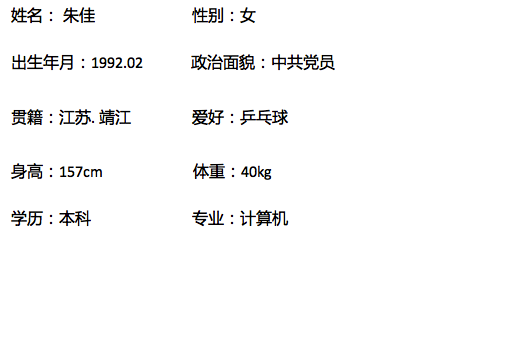 姓名： 朱佳 性别：女
出生年月：1992.02 政治面貌：中共党员
贯籍：江苏. 靖江 爱好：乒乓球
身高：157cm 体重：40kg
学历：本科 专业：计算机